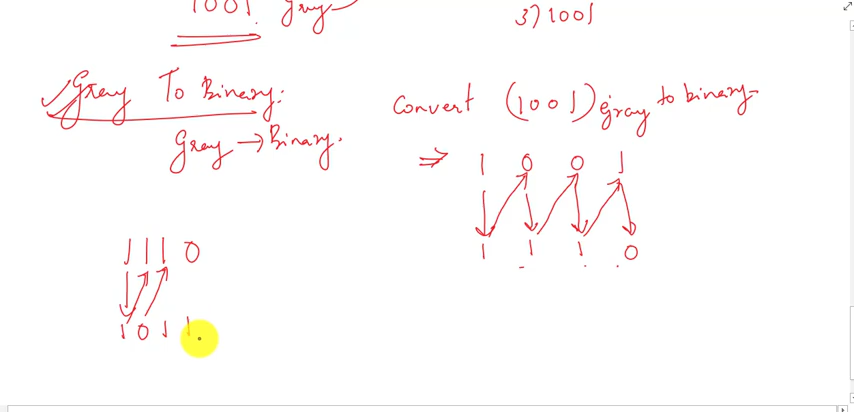 1001 gray
3) 1001
Gray To Binary:
Gray → Binary.
Convert (1001)gray to binary
⇒ 1 0 0 1
1 1 1 0
1 1 1 0
1 0 1 1